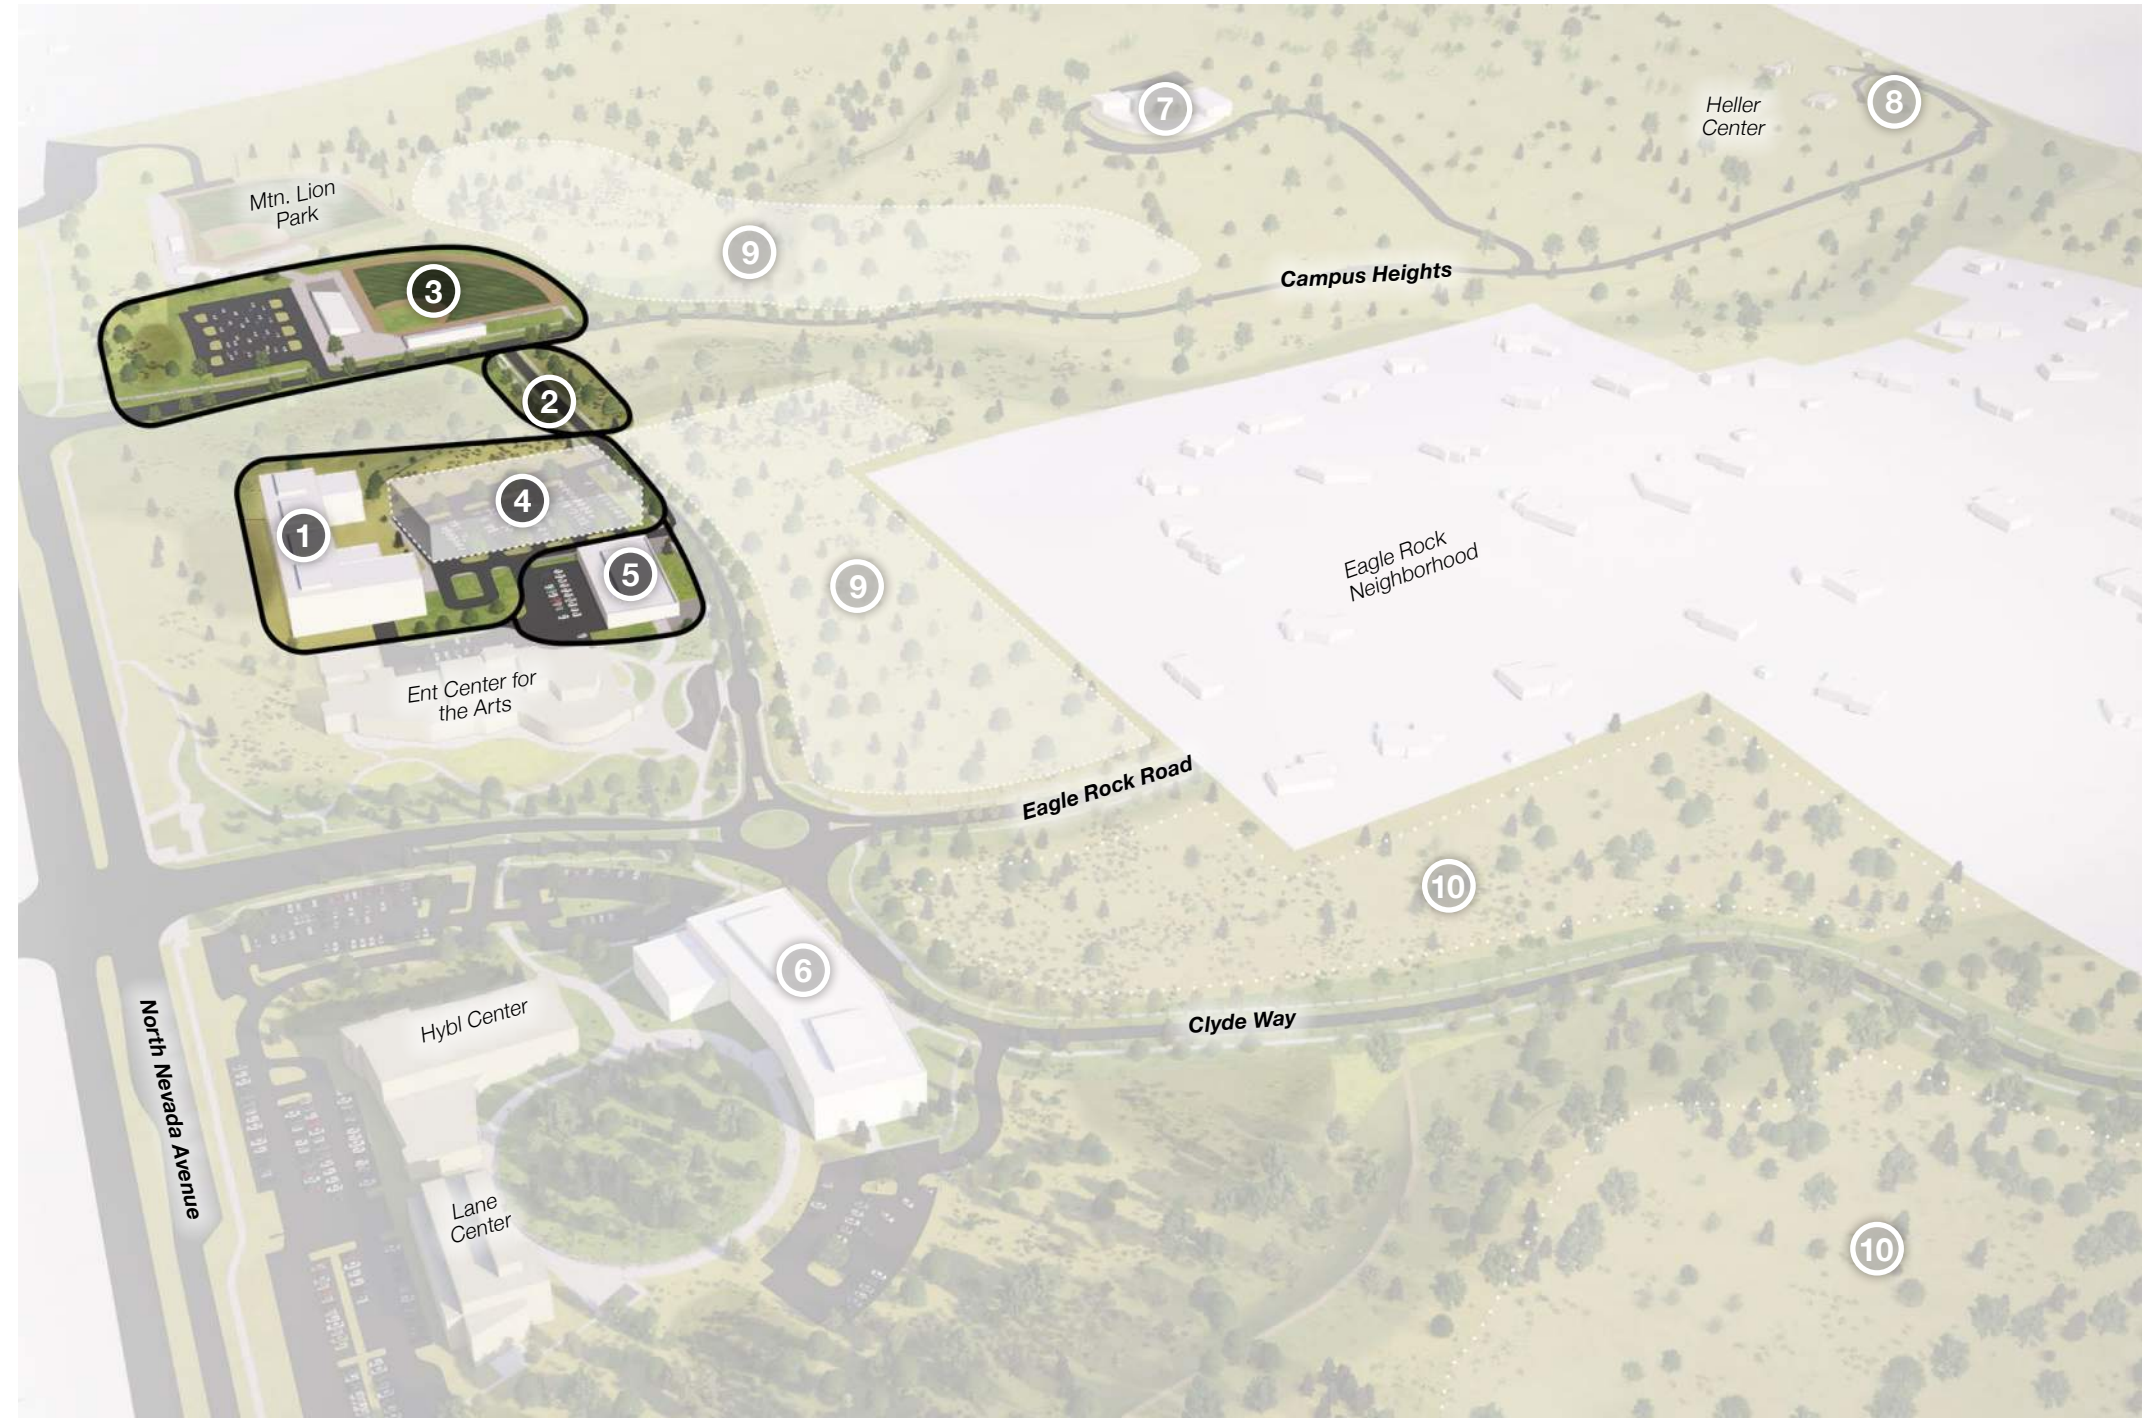 7
8
Heller
Center
Mtn. Lion
Park
9
3
Campus Heights
2
4
1
5
9
Eagle Rock
Neighborhood
Ent Center for
the Arts
Eagle Rock Road
10
6
Hybl Center
Clyde Way
North Nevada Avenue
Lane
Center
10